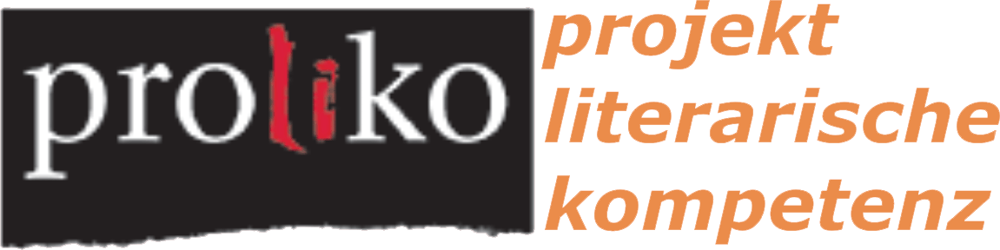 proliko
projekt
literarische
kompetenz